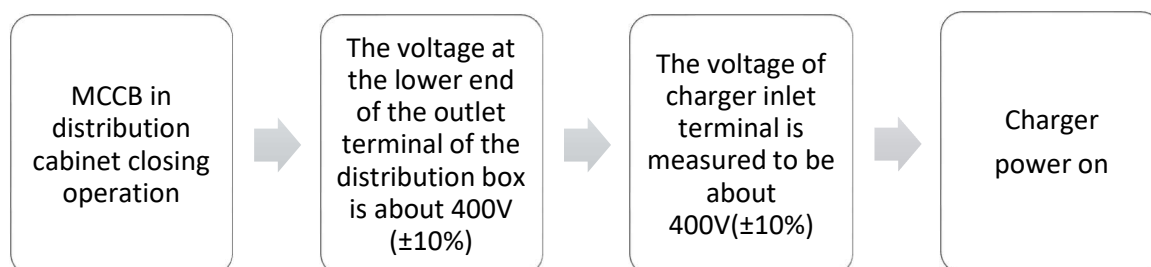 MCCB in
distribution
cabinet closing
operation
The voltage at
the lower end
of the outlet
terminal of the
distribution box
is about 400V
(±10%)
The voltage of
charger inlet
terminal is
measured to be
about
400V(±10%)
Charger
power on